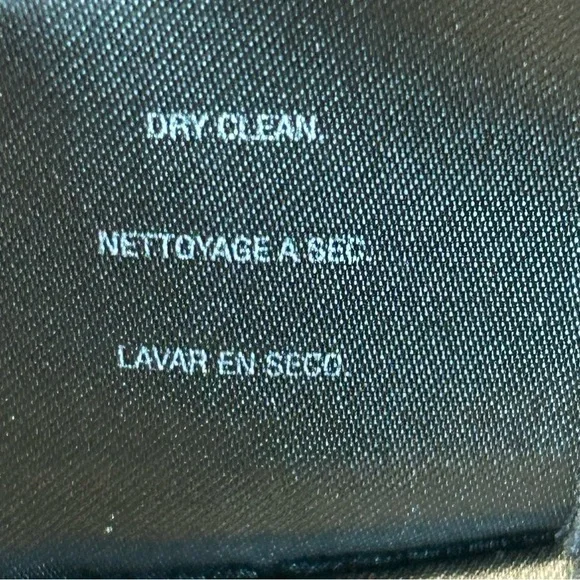 DRY CLEAN.
NETTOYAGE A SEC.
LAVAR EN SECO.